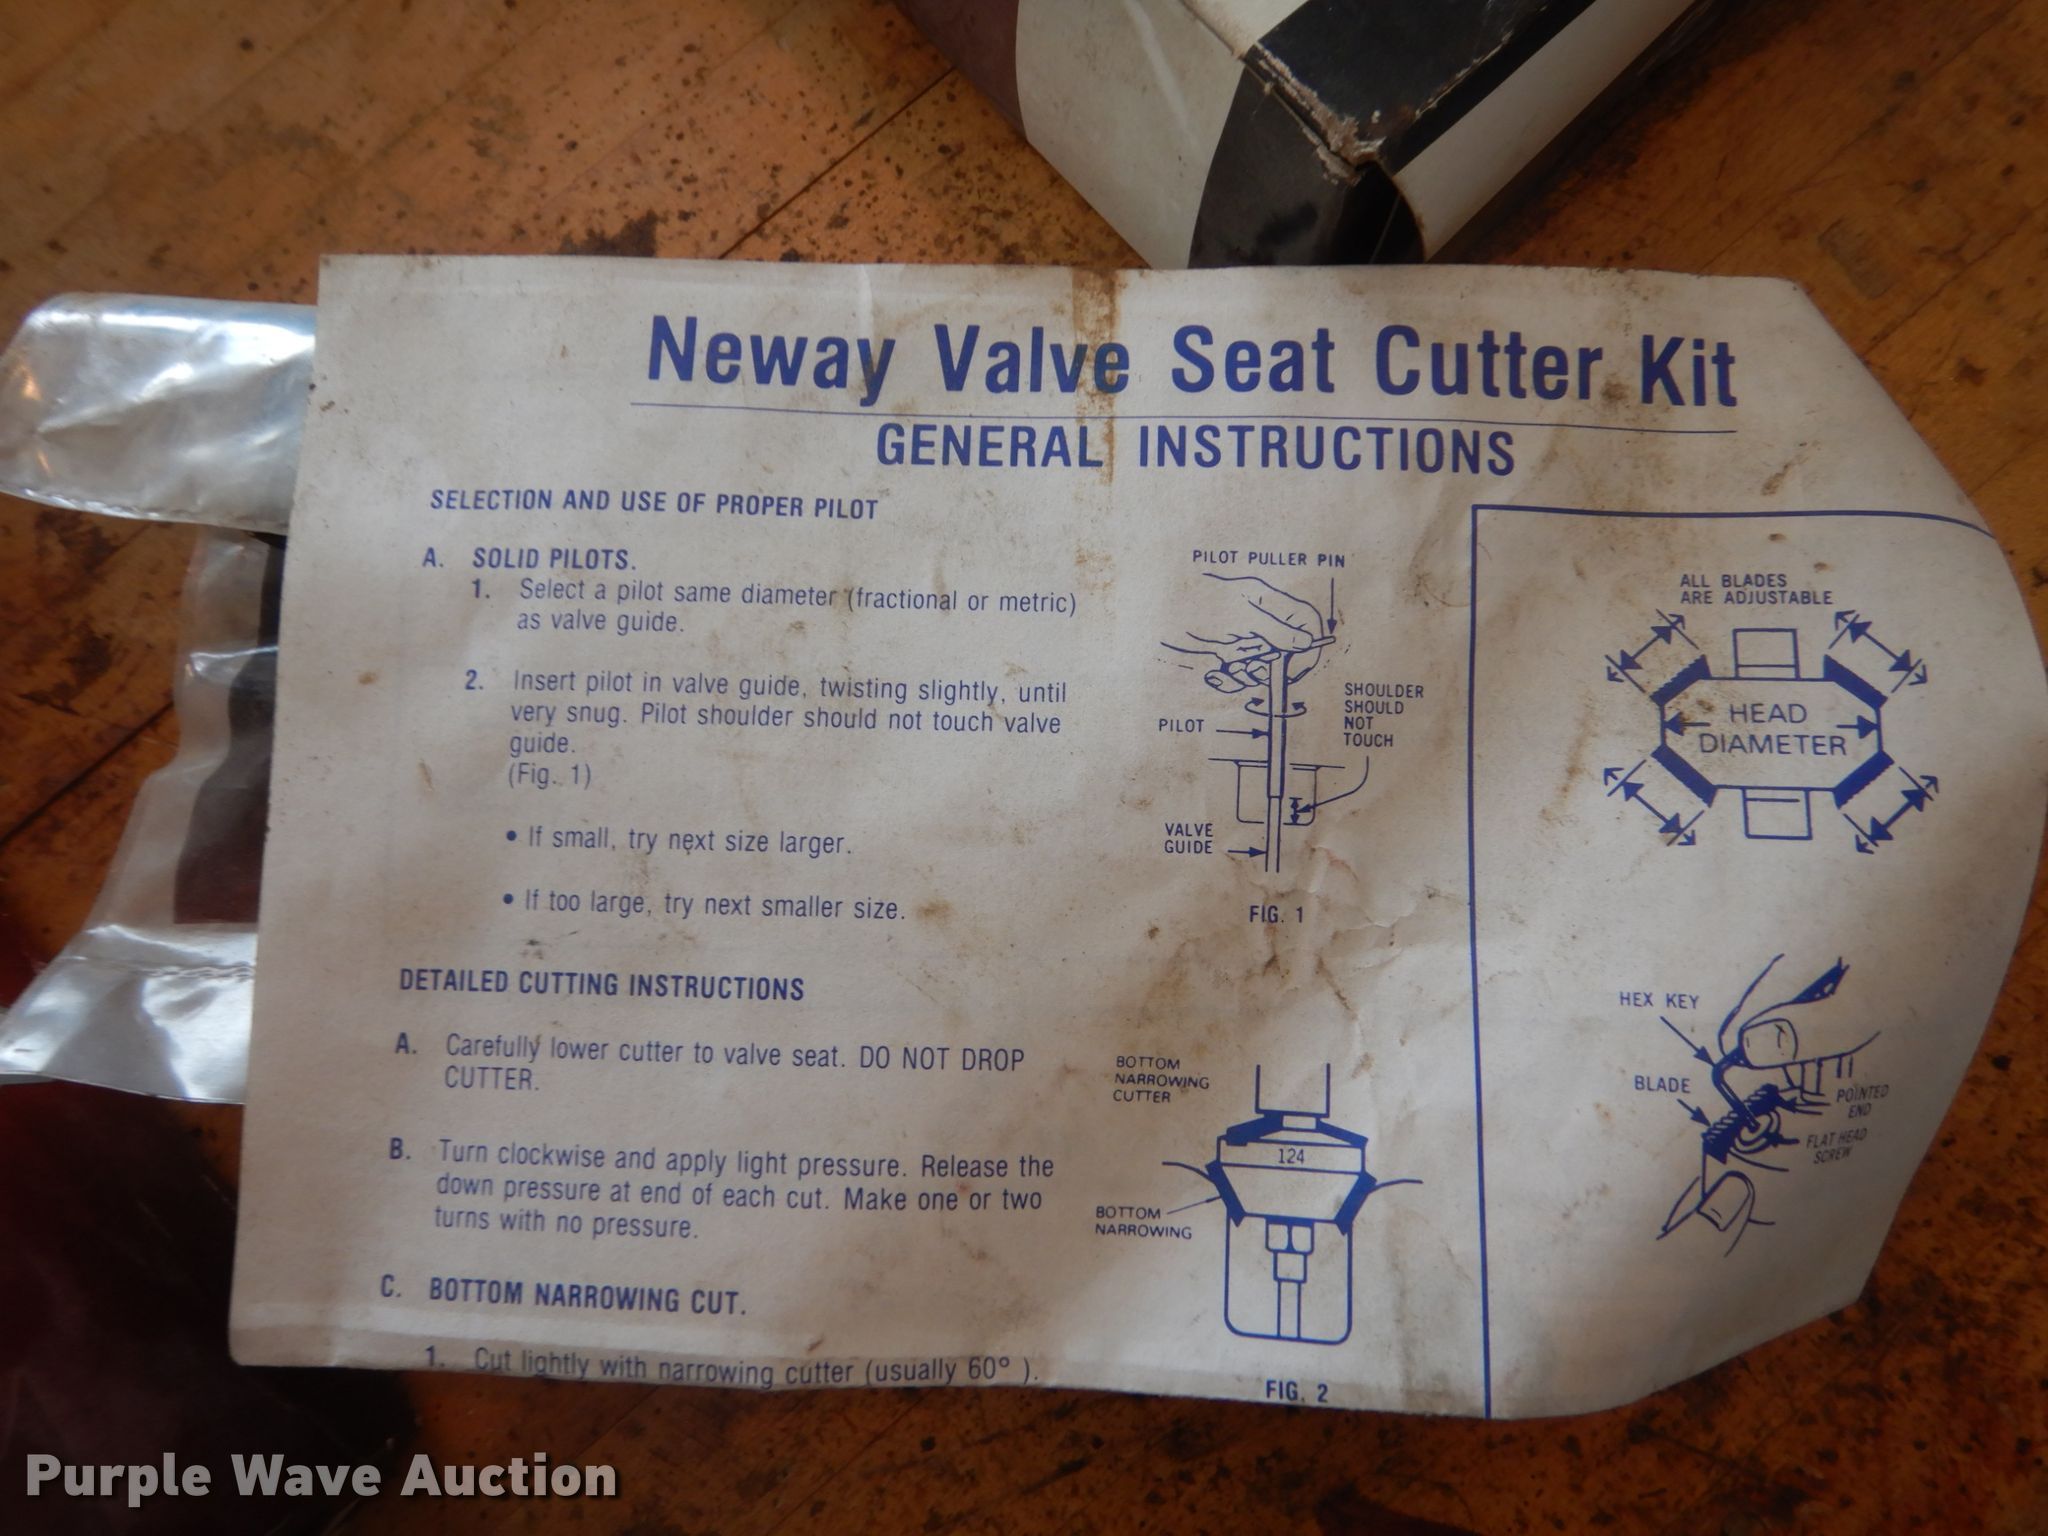 Neway Valve Seat Cutter Kit
GENERAL INSTRUCTIONS
SELECTION AND USE OF PROPER PILOT
A. SOLID PILOTS.
1. Select a pilot same diameter (fractional or metric)
as valve guide.
2. Insert pilot in valve guide, twisting slightly, until
very snug. Pilot shoulder should not touch valve
guide.
(Fig. 1)
• If small, try next size larger.
• If too large, try next smaller size.
PILOT PULLER PIN
PILOT
SHOULDER
SHOULD
NOT
TOUCH
VALVE
GUIDE
FIG. 1
DETAILED CUTTING INSTRUCTIONS
A. Carefully lower cutter to valve seat. DO NOT DROP
CUTTER.
B. Turn clockwise and apply light pressure. Release the
down pressure at end of each cut. Make one or two
turns with no pressure.
C. BOTTOM NARROWING CUT.
1. Cut lightly with narrowing cutter (usually 60° ).
BOTTOM
NARROWING
CUTTER
124
BOTTOM
NARROWING
FIG. 2
ALL BLADES
ARE ADJUSTABLE
HEAD
DIAMETER
HEX KEY
BLADE
POINTED
END
FLAT HEAD
SCREW
Purple Wave Auction